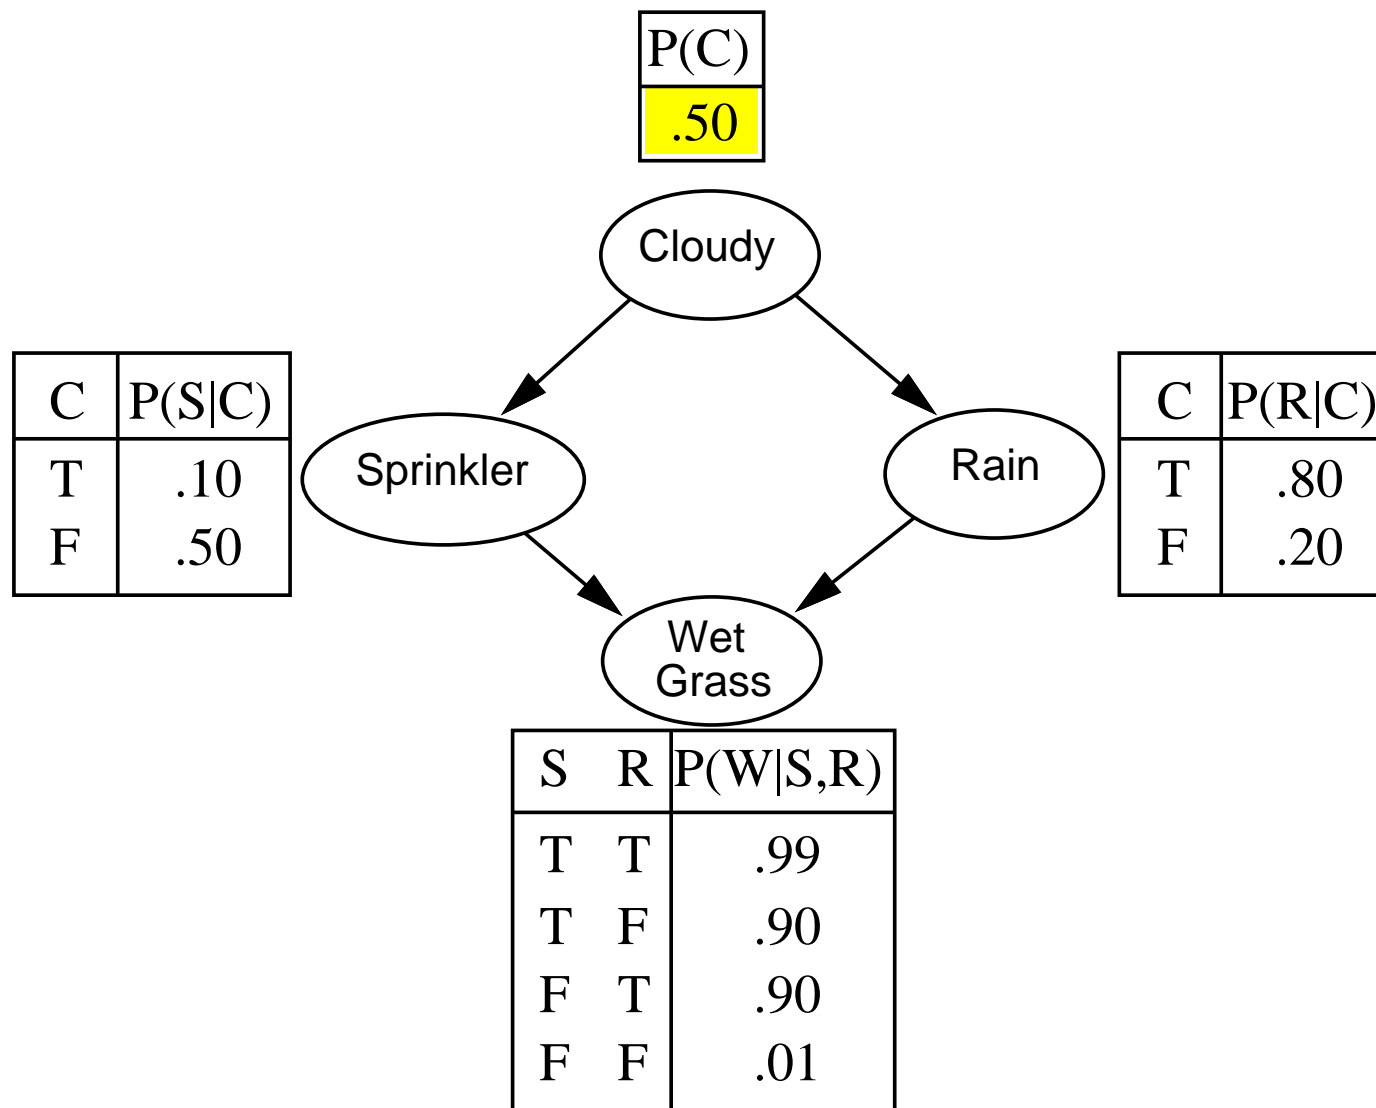 P(C)
.50
Cloudy
C P(S|C)
T .10
F .50
Sprinkler
Rain
C P(R|C)
T .80
F .20
Wet
Grass
S R P(W|S,R)
T T .99
T F .90
F T .90
F F .01